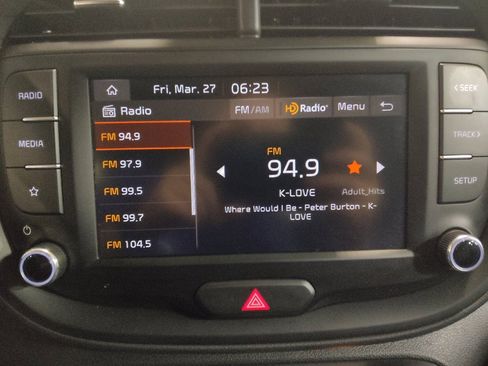 Fri, Mar. 27 06:23
Radio FM/AM HD Radio Menu
RADIO
MEDIA
FM 94.9
FM 97.9
FM 99.5
FM 99.7
FM 104.5
FM
94.9
K-LOVE Adult_Hits
Where Would I Be - Peter Burton - K-
LOVE
< SEEK
TRACK >
SETUP